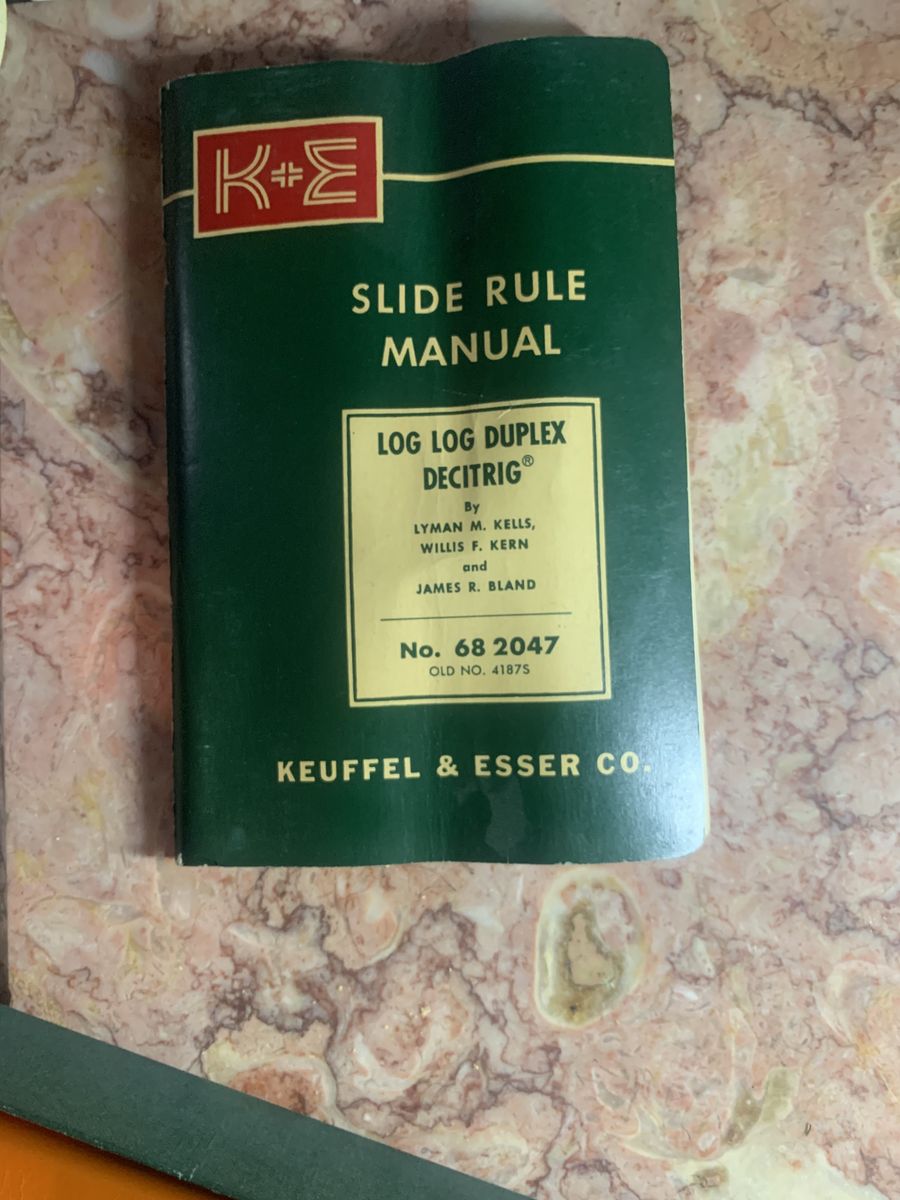 K+E
SLIDE RULE
MANUAL
LOG LOG DUPLEX
DECITRIG®
By
LYMAN M. KELLS,
WILLIS F. KERN
and
JAMES R. BLAND
No. 68 2047
OLD NO. 4187S
KEUFFEL & ESSER CO.